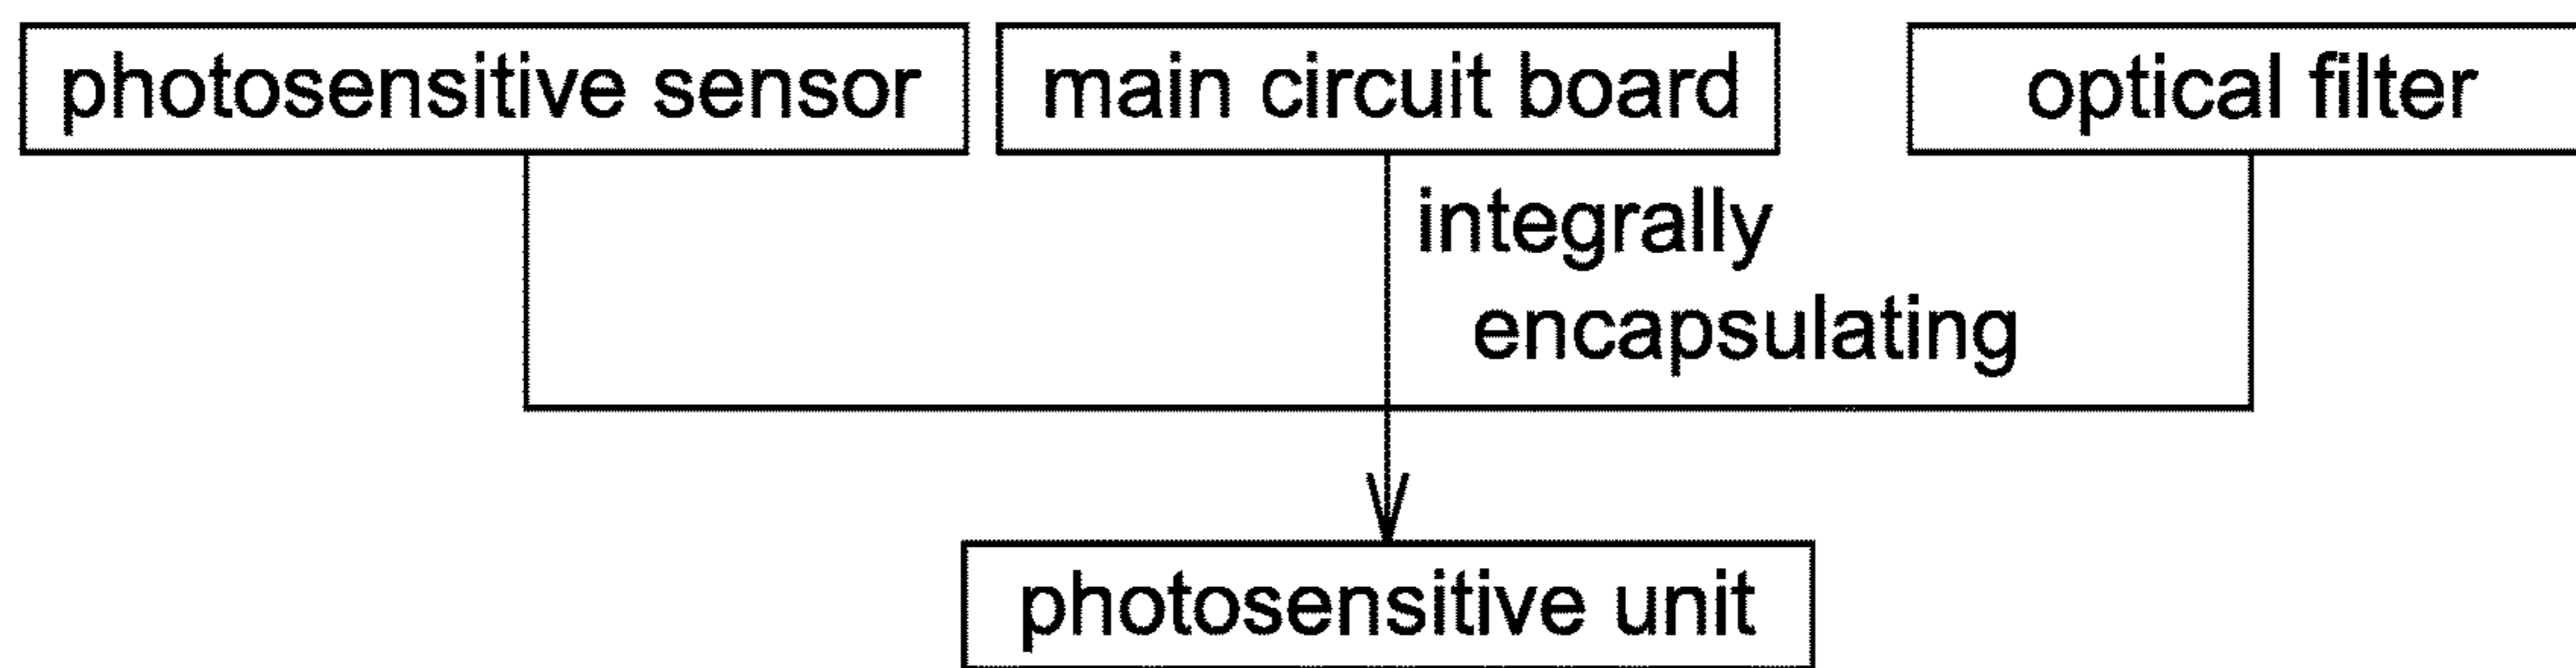 photosensitive sensor
main circuit board
optical filter
integrally
encapsulating
photosensitive unit